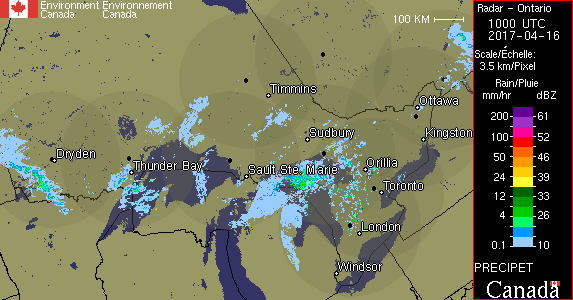 Environment Environnement
Canada Canada
100 KM
Timmins
Ottawa
Sudbury
Kingston
Dryden
Thunder Bay
Sault Ste. Marie
Orillia
Toronto
London
Windsor
Radar - Ontario
1000 UTC
2017-04-16
Scale/Échelle:
3.5 km/Pixel
Rain/Pluie
mm/hr dBZ
200 61
100 52
50 46
24 39
12 34
4 26
0.1 10
PRECIPET
Canada